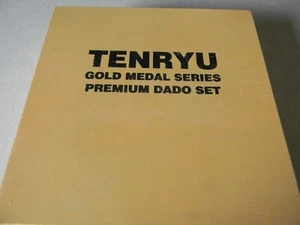 TENRYU
GOLD MEDAL SERIES
PREMIUM DADO SET